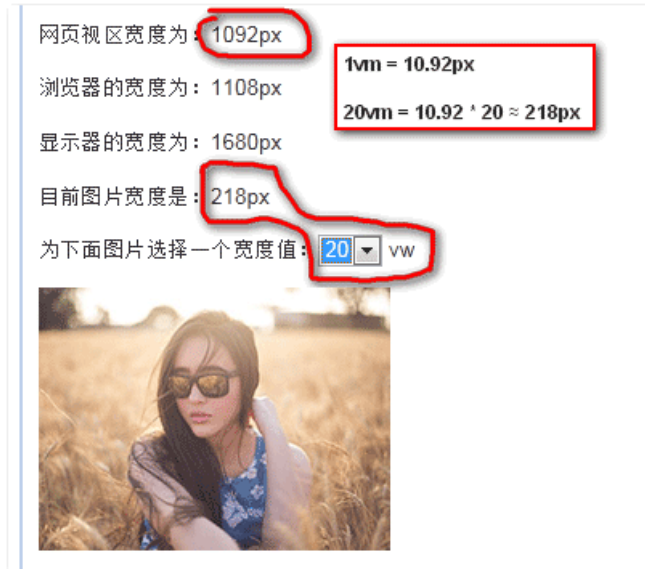 网页视区宽度为：1092px
1vm = 10.92px
浏览器的宽度为：1108px
20vm = 10.92 * 20 ≈ 218px
显示器的宽度为：1680px
目前图片宽度是：218px
为下面图片选择一个宽度值：20 vw